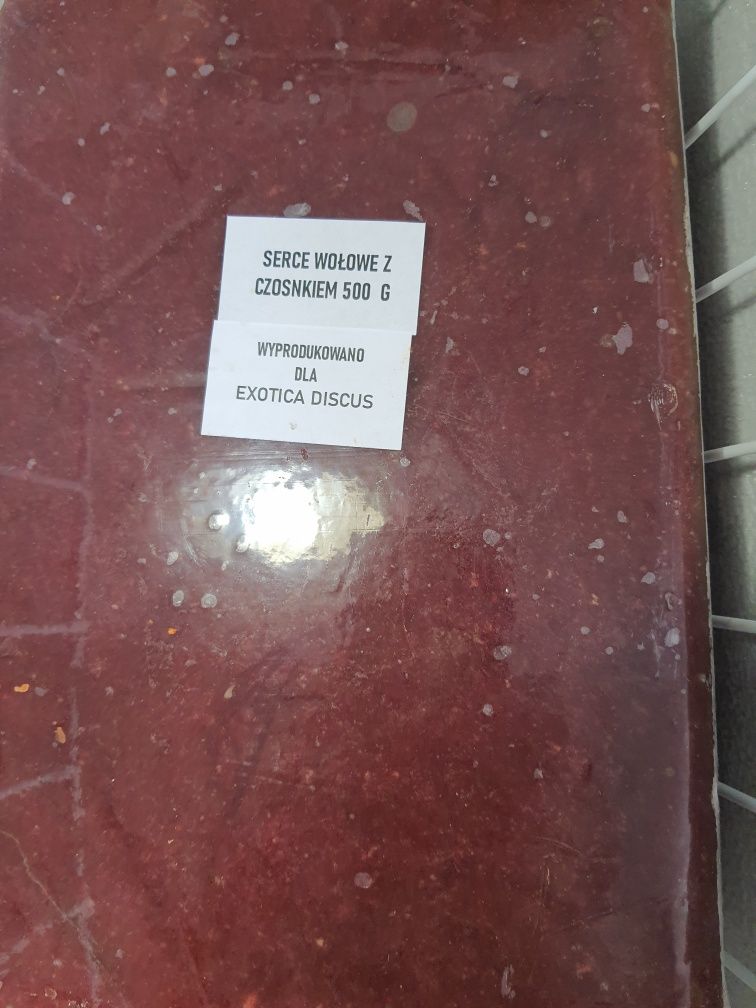 SERCE WOŁOWE Z
CZOSNKIEM 500 G
WYPRODUKOWANO
DLA
EXOTICA DISCUS